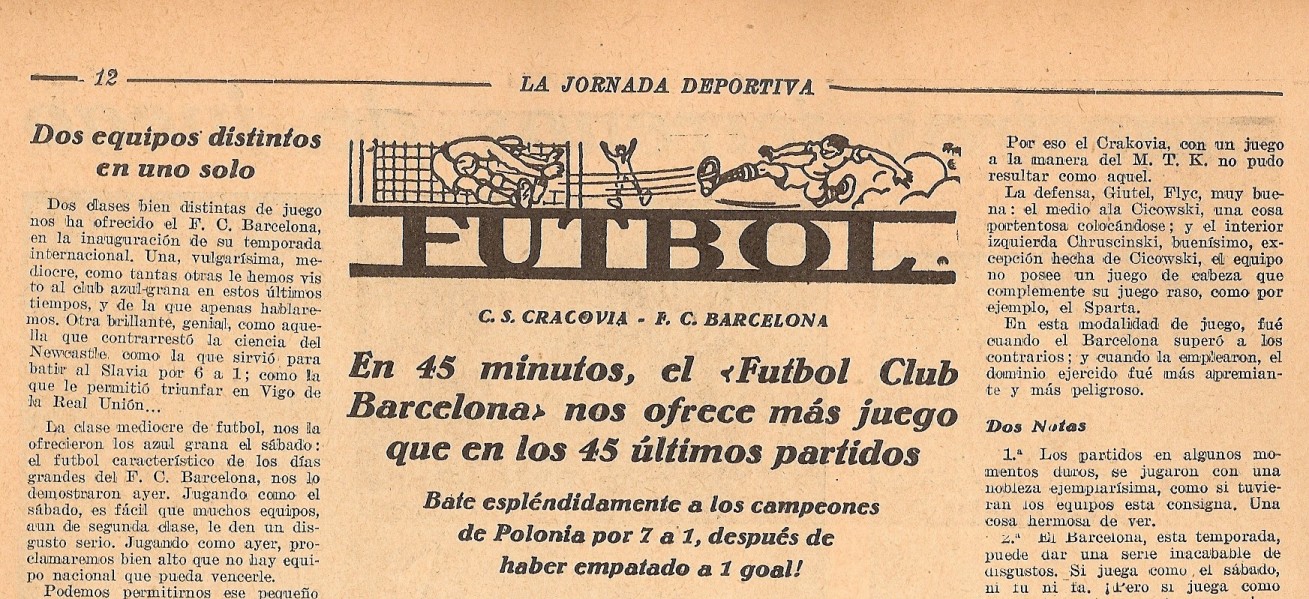 12
LA JORNADA DEPORTIVA
Dos equipos distintos
en uno solo
Dos clases bien distintas de juego
nos ha ofrecido el F. C. Barcelona,
en la inauguración de su temporada
internacional. Una, vulgarísima, me-
diocre, como tantas otras le hemos vis
to al club azul-grana en estos últimos
tiempos, y de la que apenas hablare-
mos. Otra brillante, genial, como aque-
lla que contrarrestó la ciencia del
Newcastle, como la que sirvió para
batir al Slavia por 6 a 1; como la
que le permitió triunfar en Vigo de
la Real Unión...
La clase mediocre de futbol, nos la
ofrecieron los azul grana el sábado:
el futbol característico de los días
grandes del F. C. Barcelona, nos lo
demostraron ayer. Jugando como el
sábado, es fácil que muchos equipos,
aun de segunda clase, le den un dis-
gusto serio. Jugando como ayer, pro-
clamaremos bien alto que no hay equi-
po nacional que pueda vencerle.
Podemos permitirnos ese pequeño
FUTBOL
C. S. CRACOVIA - F. C. BARCELONA
En 45 minutos, el «Futbol Club
Barcelona» nos ofrece más juego
que en los 45 últimos partidos
Bate espléndidamente a los campeones
de Polonia por 7 a 1, después de
haber empatado a 1 goal!
Por eso el Crakovia, con un juego
a la manera del M. T. K. no pudo
resultar como aquel.
La defensa, Giutel, Flyc, muy bue-
na: el medio ala Cicowski, una cosa
portentosa colocándose; y el interior
izquierda Chruscinski, buenísimo, ex-
cepción hecha de Cicowski, el equipo
no posee un juego de cabeza que
complemente su juego raso, como por
ejemplo, el Sparta.
En esta modalidad de juego, fué
cuando el Barcelona superó a los
contrarios; y cuando la emplearon, el
dominio ejercido fué más apremian-
te y más peligroso.
Dos Notas
1.ª Los partidos en algunos mo-
mentos duros, se jugaron con una
nobleza ejemplarísima, como si tuvie-
ran los equipos esta consigna. Una
cosa hermosa de ver.
2.ª El Barcelona, esta temporada,
puede dar una serie inacabable de
disgustos. Si juega como el sábado,
ni fu ni fa. ¡Pero si juega como